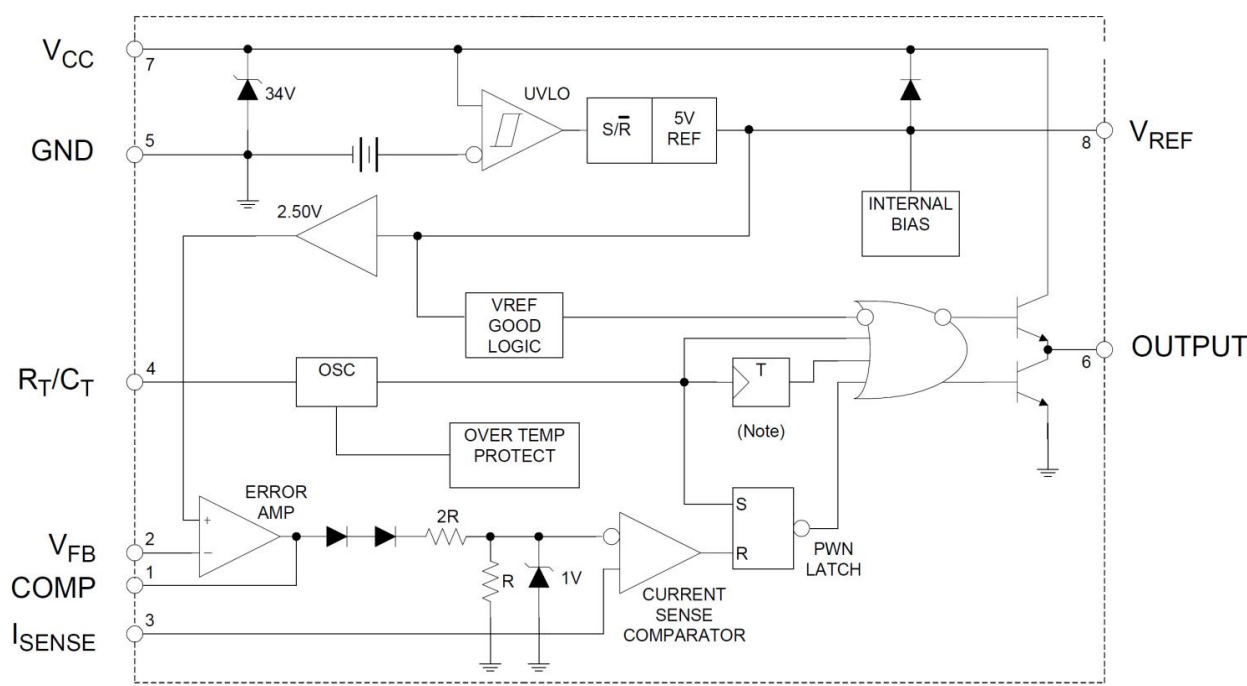 VCC
7
34V
UVLO
S/R̅
5V
REF
GND
5
VREF
8
2.50V
INTERNAL
BIAS
VREF
GOOD
LOGIC
OUTPUT
6
RT/CT
4
OSC
T
(Note)
OVER TEMP
PROTECT
ERROR
AMP
+
−
2R
S
R
PWN
LATCH
VFB
2
COMP
1
R
1V
CURRENT
SENSE
COMPARATOR
ISENSE
3